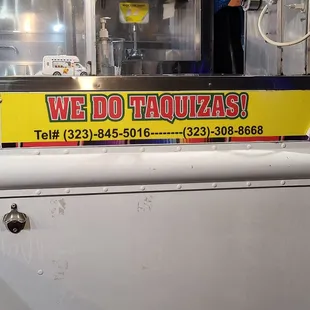 WE DO TAQUIZAS!
Tel# (323)-845-5016--------(323)-308-8668